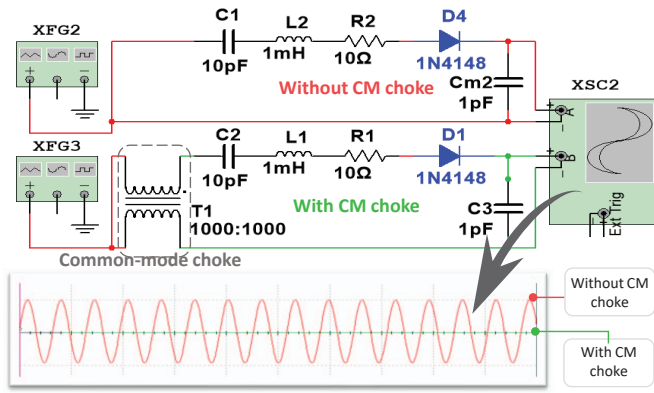 XFG2
C1
10pF
L2
1mH
R2
10Ω
D4
1N4148
Without CM choke
Cm2
1pF
XSC2
A
B
Ext Trig
XFG3
C2
10pF
L1
1mH
R1
10Ω
D1
1N4148
With CM choke
T1
1000:1000
C3
1pF
Common-mode choke
Without CM
choke
With CM
choke